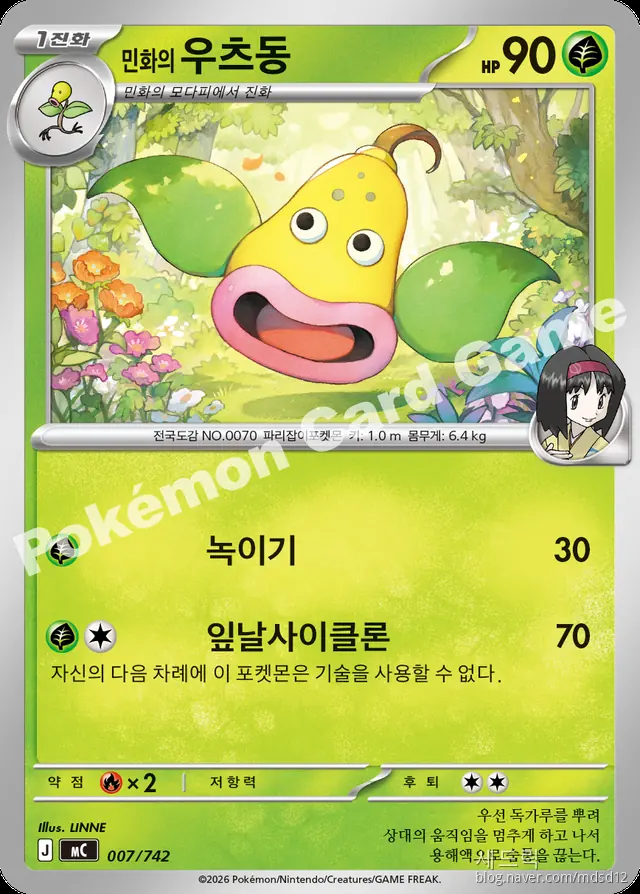 1진화
민화의 우츠동
HP 90
민화의 모다피에서 진화
전국도감 NO.0070 파리잡이포켓몬 키: 1.0 m 몸무게: 6.4 kg
Pokémon Card Game
녹이기 30
잎날사이클론 70
자신의 다음 차례에 이 포켓몬은 기술을 사용할 수 없다.
약점 ×2 저항력 후퇴
Illus. LINNE
J MC 007/742
우선 독가루를 뿌려
상대의 움직임을 멈추게 하고 나서
용해액으로 숨통을 끊는다.
blog.naver.com/mdsd12
©2026 Pokémon/Nintendo/Creatures/GAME FREAK.